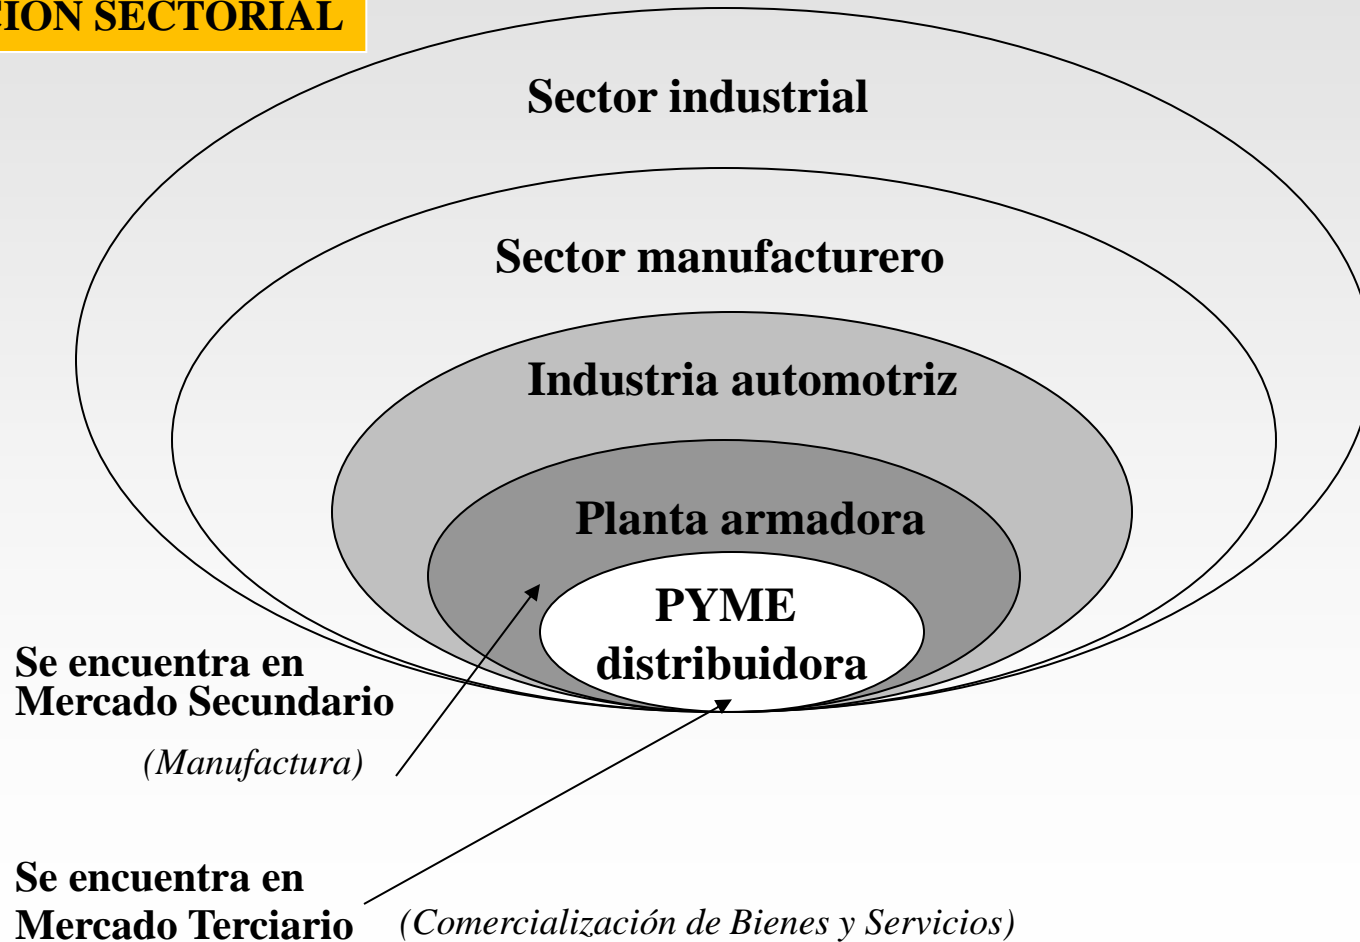 CIÓN SECTORIAL
Sector industrial
Sector manufacturero
Industria automotriz
Planta armadora
PYME
distribuidora
Se encuentra en
Mercado Secundario
(Manufactura)
Se encuentra en
Mercado Terciario
(Comercialización de Bienes y Servicios)